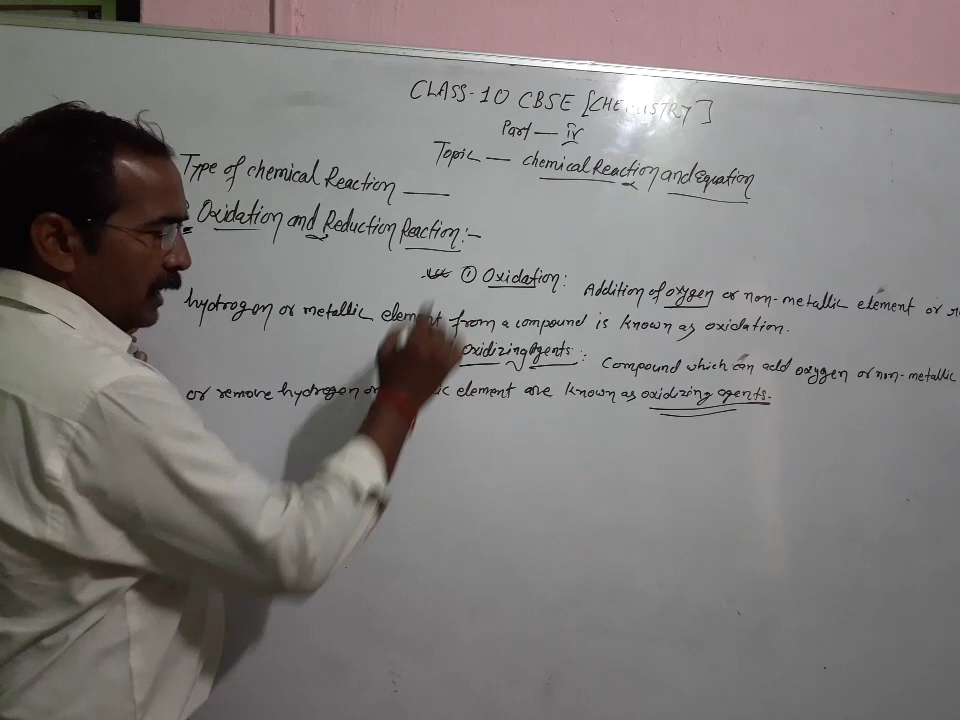 CLASS-10 CBSE [CHEMISTRY]
Part — iv
Topic — chemical Reaction and Equation
Type of chemical Reaction —
Oxidation and Reduction Reaction:-
① Oxidation: Addition of oxygen or non-metallic element or
hydrogen or metallic element from a compound is known as oxidation.
oxidizing Agents: Compound which can add oxygen or non-metallic
or remove hydrogen or element are known as oxidizing agents.